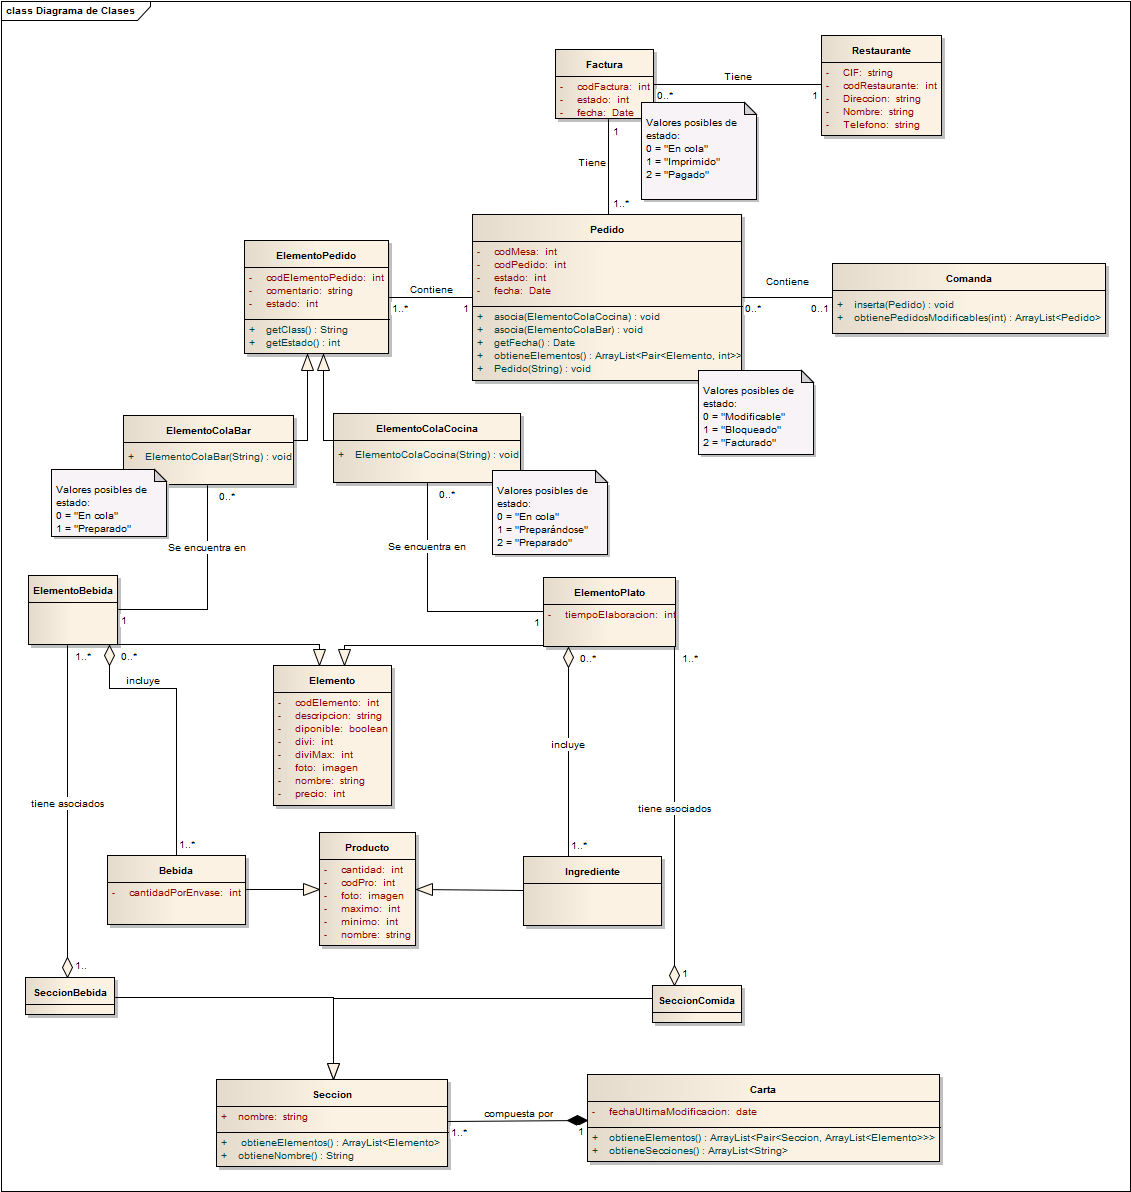 class Diagrama de Clases
Factura
- codFactura: int
- estado: int
- fecha: Date
Tiene
0..*
1
Restaurante
- CIF: string
- codRestaurante: int
- Direccion: string
- Nombre: string
- Telefono: string
Valores posibles de
estado:
0 = "En cola"
1 = "Imprimido"
2 = "Pagado"
1
Tiene
1..*
Pedido
- codMesa: int
- codPedido: int
- estado: int
- fecha: Date
+ asocia(ElementoColaCocina) : void
+ asocia(ElementoColaBar) : void
+ getFecha() : Date
+ obtieneElementos() : ArrayList<Pair<Elemento, int>>
+ Pedido(String) : void
ElementoPedido
- codElementoPedido: int
- comentario: string
- estado: int
+ getClass() : String
+ getEstado() : int
Contiene
1..*
1
Contiene
0..*
0..1
Comanda
+ inserta(Pedido) : void
+ obtienePedidosModificables(int) : ArrayList<Pedido>
Valores posibles de
estado:
0 = "Modificable"
1 = "Bloqueado"
2 = "Facturado"
ElementoColaBar
+ ElementoColaBar(String) : void
ElementoColaCocina
+ ElementoColaCocina(String) : void
Valores posibles de
estado:
0 = "En cola"
1 = "Preparado"
Valores posibles de
estado:
0 = "En cola"
1 = "Preparándose"
2 = "Preparado"
0..*
0..*
Se encuentra en
Se encuentra en
ElementoBebida
1
ElementoPlato
- tiempoElaboracion: int
1
1..*
0..*
0..*
1..*
incluye
Elemento
- codElemento: int
- descripcion: string
- diponible: boolean
- divi: int
- diviMax: int
- foto: imagen
- nombre: string
- precio: int
incluye
tiene asociados
tiene asociados
1..*
1..*
Bebida
- cantidadPorEnvase: int
Producto
- cantidad: int
- codPro: int
- foto: imagen
- maximo: int
- minimo: int
- nombre: string
Ingrediente
1..
1
SeccionBebida
SeccionComida
Seccion
+ nombre: string
+ obtieneElementos() : ArrayList<Elemento>
+ obtieneNombre() : String
compuesta por
1..*
1
Carta
- fechaUltimaModificacion: date
+ obtieneElementos() : ArrayList<Pair<Seccion, ArrayList<Elemento>>>
+ obtieneSecciones() : ArrayList<String>